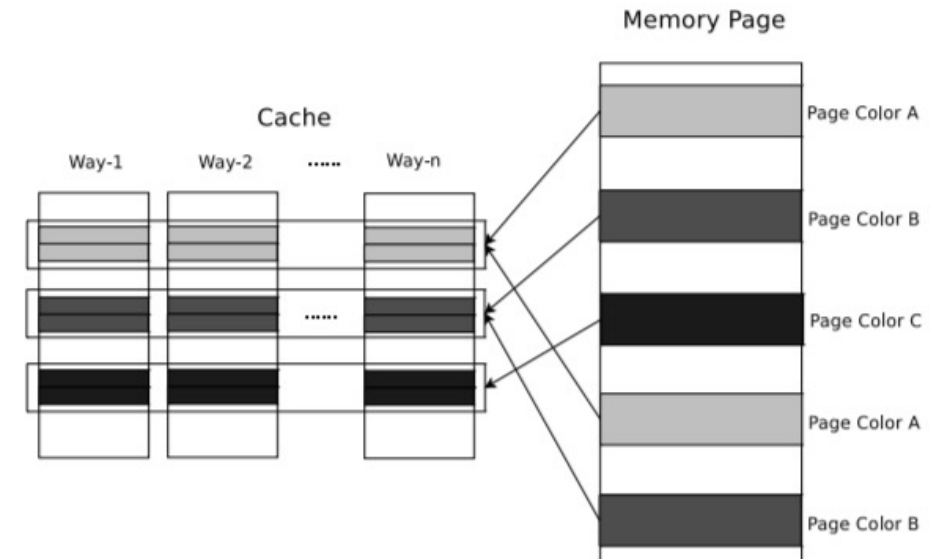 Memory Page
Cache
Way-1 Way-2 ...... Way-n
......
Page Color A
Page Color B
Page Color C
Page Color A
Page Color B